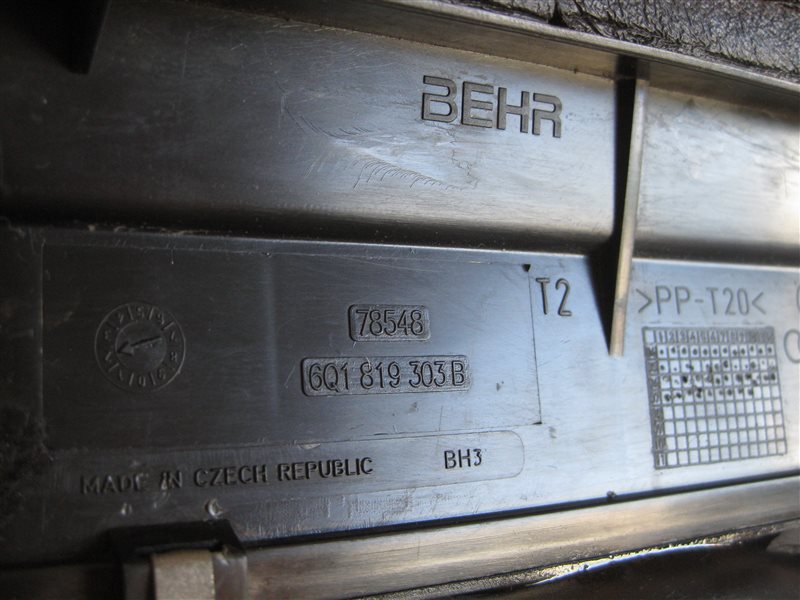 BEHR
T2
>PP-T20<
78548
6Q1 819 303 B
MADE IN CZECH REPUBLIC BH3